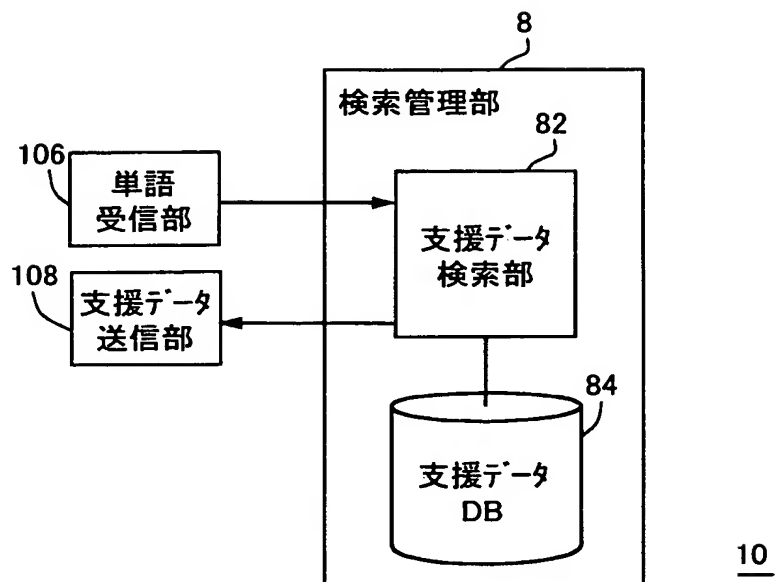 8
検索管理部
82
106
単語
受信部
支援データ
検索部
108
支援データ
送信部
84
支援データ
DB
10